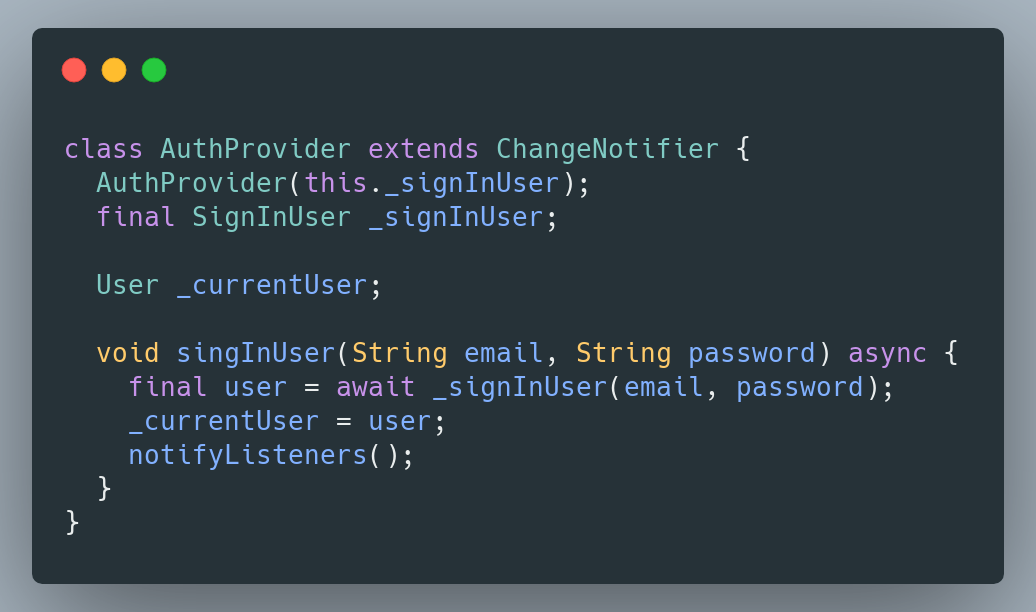 class AuthProvider extends ChangeNotifier {
  AuthProvider(this._signInUser);
  final SignInUser _signInUser;

  User _currentUser;

  void singInUser(String email, String password) async {
    final user = await _signInUser(email, password);
    _currentUser = user;
    notifyListeners();
  }
}